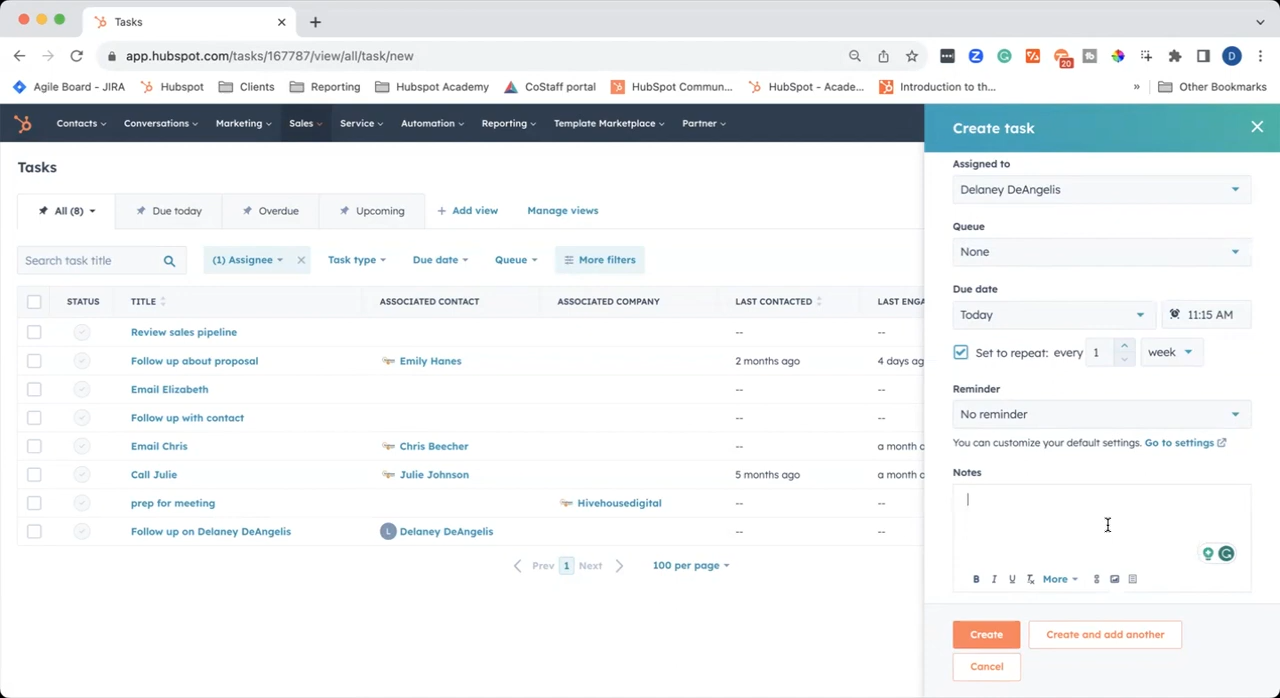 Tasks
app.hubspot.com/tasks/167787/view/all/task/new
20
D
Agile Board - JIRA Hubspot Clients Reporting Hubspot Academy CoStaff portal HubSpot Commun... HubSpot - Acade... Introduction to th... » Other Bookmarks
Contacts Conversations Marketing Sales Service Automation Reporting Template Marketplace Partner
Create task
Tasks
All (8) Due today Overdue Upcoming + Add view Manage views
Search task title (1) Assignee Task type Due date Queue More filters
STATUS TITLE ASSOCIATED CONTACT ASSOCIATED COMPANY LAST CONTACTED LAST ENGA
Review sales pipeline --
Follow up about proposal Emily Hanes 2 months ago 4 days ag
Email Elizabeth -- --
Follow up with contact -- --
Email Chris Chris Beecher -- a month o
Call Julie Julie Johnson 5 months ago a month o
prep for meeting Hivehousedigital -- --
Follow up on Delaney DeAngelis L Delaney DeAngelis -- --
Prev 1 Next 100 per page
Assigned to
Delaney DeAngelis
Queue
None
Due date
Today 11:15 AM
Set to repeat: every 1 week
Reminder
No reminder
You can customize your default settings. Go to settings
Notes
B I U Tx More
Create Create and add another
Cancel